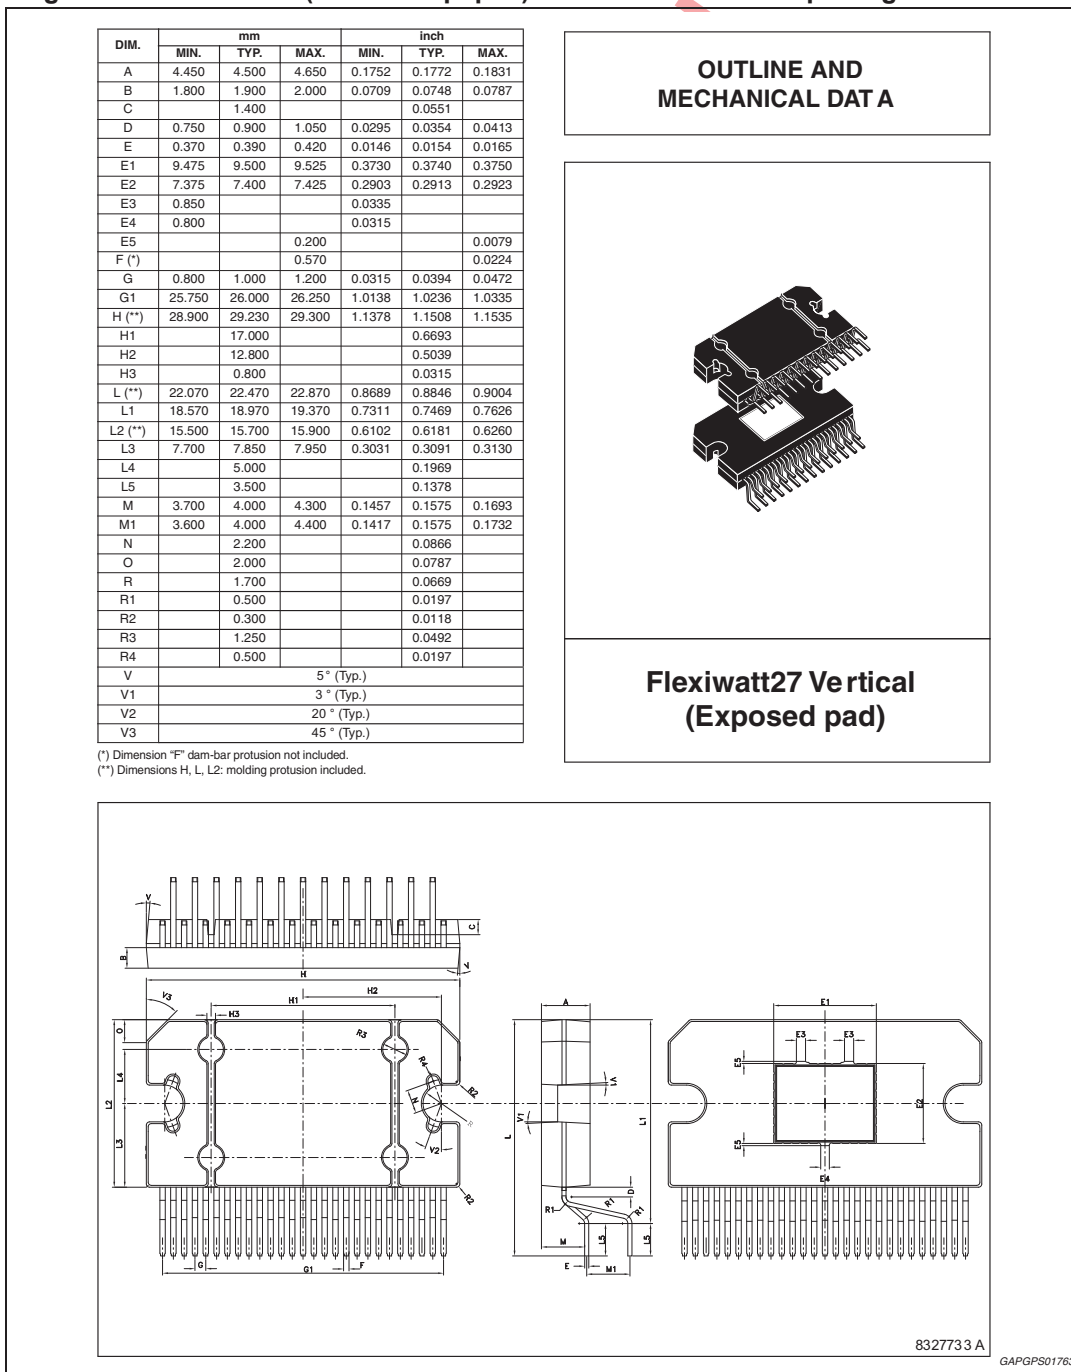 DIM. mm inch
MIN. TYP. MAX. MIN. TYP. MAX.
A 4.450 4.500 4.650 0.1752 0.1772 0.1831
B 1.800 1.900 2.000 0.0709 0.0748 0.0787
C 1.400 0.0551
D 0.750 0.900 1.050 0.0295 0.0354 0.0413
E 0.370 0.390 0.420 0.0146 0.0154 0.0165
E1 9.475 9.500 9.525 0.3730 0.3740 0.3750
E2 7.375 7.400 7.425 0.2903 0.2913 0.2923
E3 0.850 0.0335
E4 0.800 0.0315
E5 0.200 0.0079
F (*) 0.570 0.0224
G 0.800 1.000 1.200 0.0315 0.0394 0.0472
G1 25.750 26.000 26.250 1.0138 1.0236 1.0335
H (**) 28.900 29.230 29.300 1.1378 1.1508 1.1535
H1 17.000 0.6693
H2 12.800 0.5039
H3 0.800 0.0315
L (**) 22.070 22.470 22.870 0.8689 0.8846 0.9004
L1 18.570 18.970 19.370 0.7311 0.7469 0.7626
L2 (**) 15.500 15.700 15.900 0.6102 0.6181 0.6260
L3 7.700 7.850 7.950 0.3031 0.3091 0.3130
L4 5.000 0.1969
L5 3.500 0.1378
M 3.700 4.000 4.300 0.1457 0.1575 0.1693
M1 3.600 4.000 4.400 0.1417 0.1575 0.1732
N 2.200 0.0866
O 2.000 0.0787
R 1.700 0.0669
R1 0.500 0.0197
R2 0.300 0.0118
R3 1.250 0.0492
R4 0.500 0.0197
V 5° (Typ.)
V1 3 ° (Typ.)
V2 20 ° (Typ.)
V3 45 ° (Typ.)
(*) Dimension “F” dam-bar protusion not included.
(**) Dimensions H, L, L2: molding protusion included.
OUTLINE AND
MECHANICAL DATA
Flexiwatt27 Vertical
(Exposed pad)
V
C
B
V
H
V3
H2
H1
H3
O
R3
R4
R2
L4
N
L2
R
L3
V2
R2
G
F
G1
A
V1
L1
L
D
R1
R1
R1
M
L5
L5
E
M1
E1
E3
E3
E5
E2
E5
E4
8327733 A
GAPGPS01763